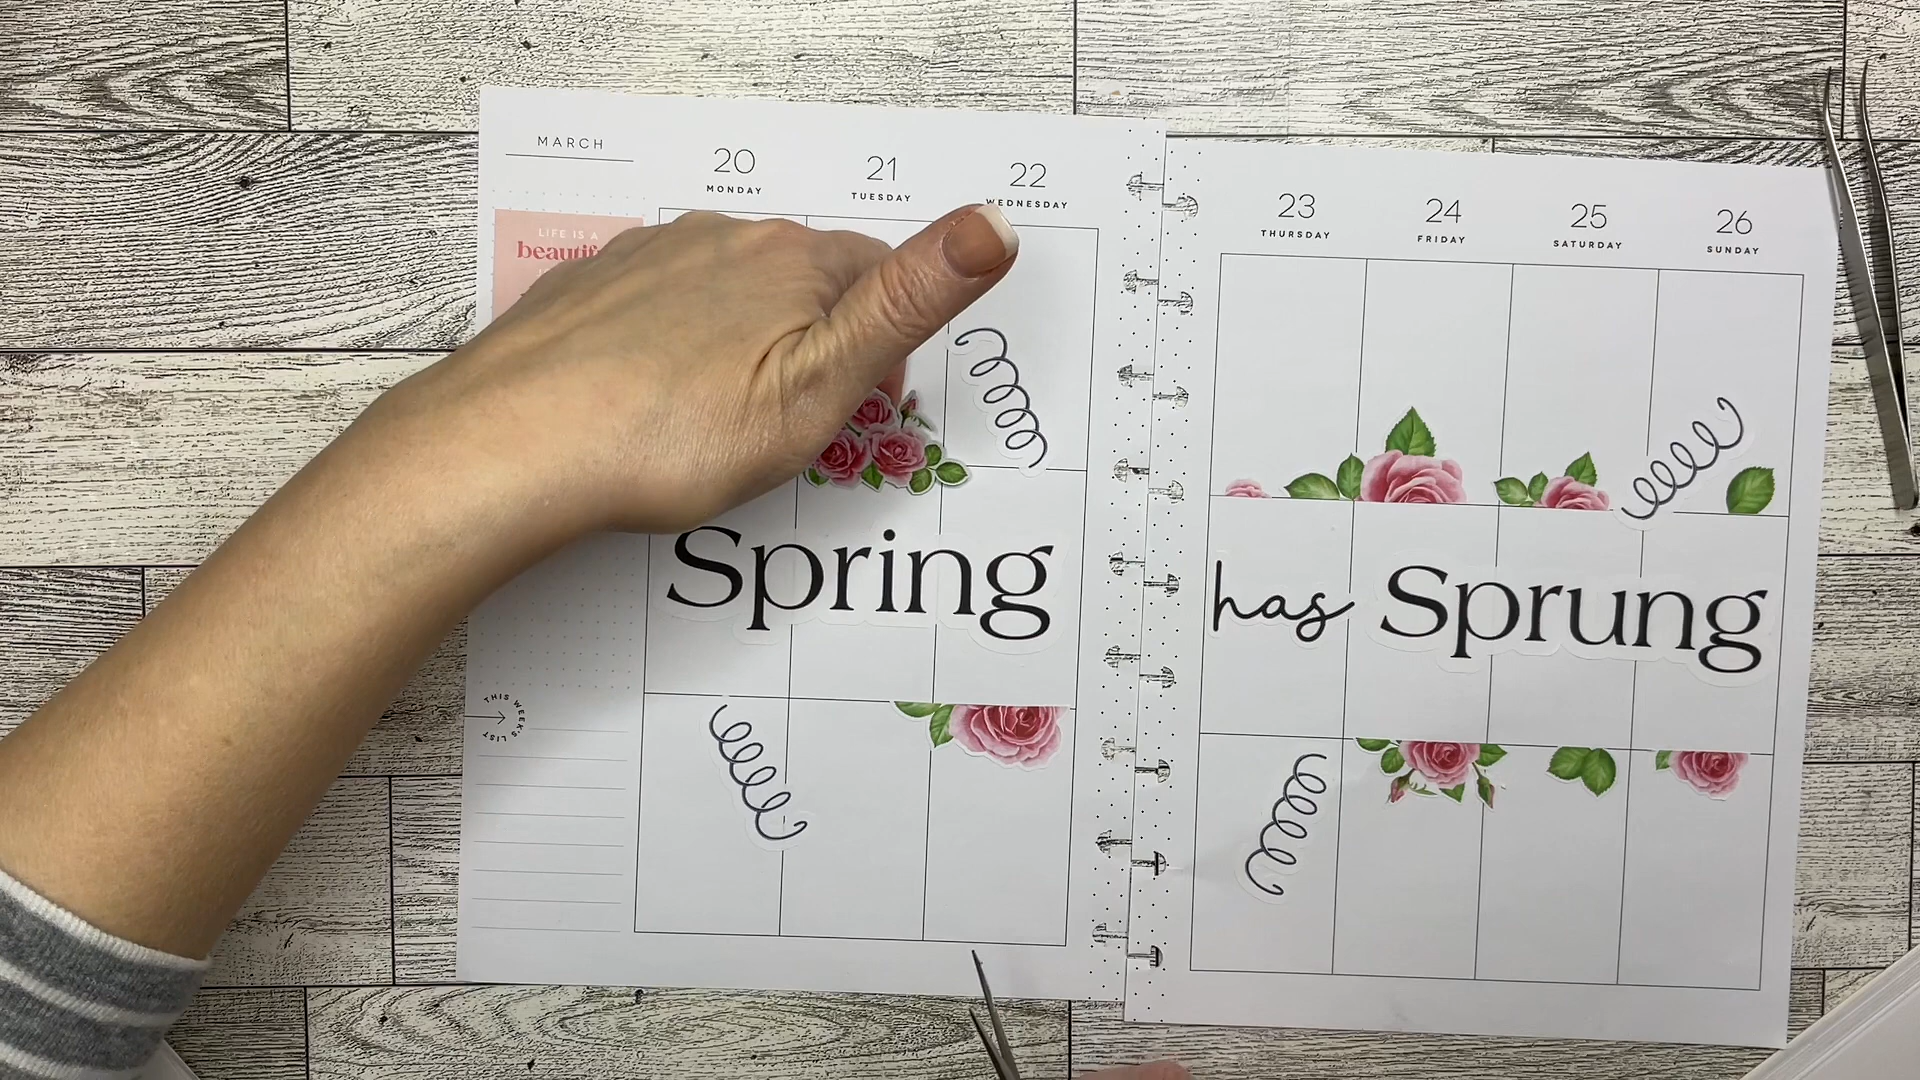 MARCH
20
MONDAY
21
TUESDAY
22
WEDNESDAY
23
THURSDAY
24
FRIDAY
25
SATURDAY
26
SUNDAY
LIFE IS A
Spring
has Sprung
THIS WEEK'S LIST